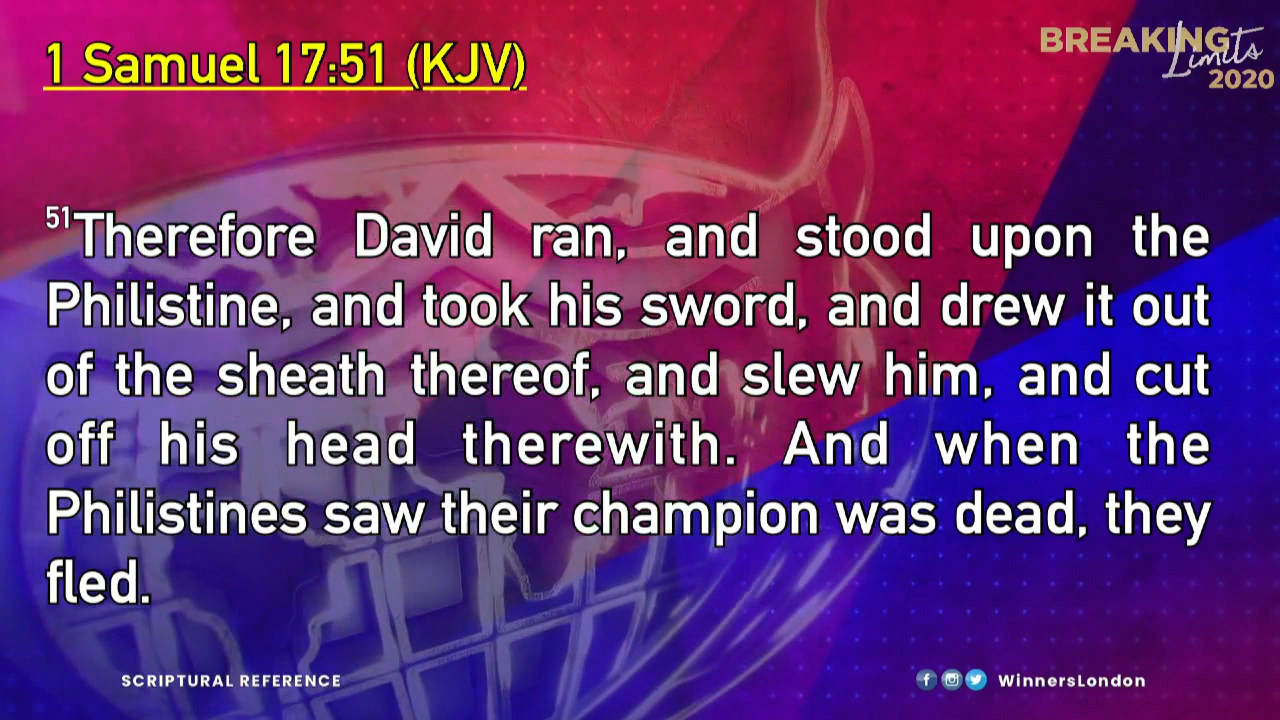 1 Samuel 17:51 (KJV)
BREAKING
Limits
2020
51Therefore David ran, and stood upon the
Philistine, and took his sword, and drew it out
of the sheath thereof, and slew him, and cut
off his head therewith. And when the
Philistines saw their champion was dead, they
fled.
SCRIPTURAL REFERENCE
WinnersLondon